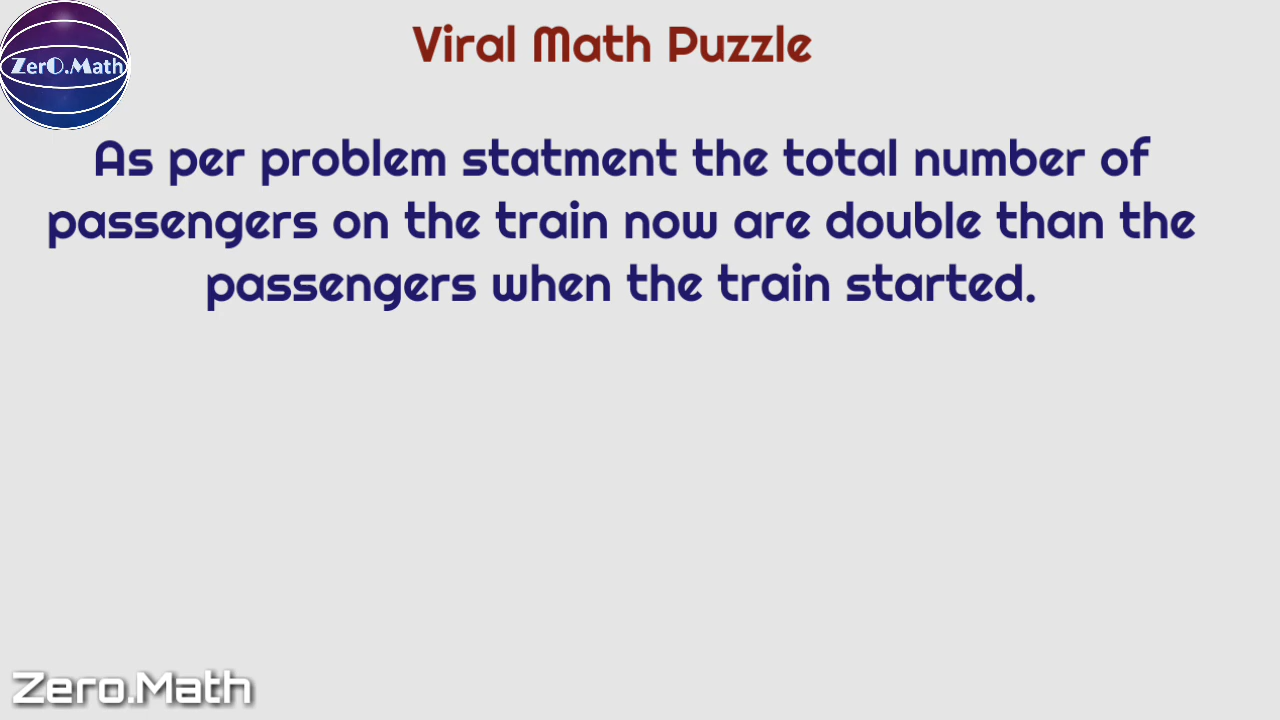 ZerO.Math
Viral Math Puzzle
As per problem statment the total number of
passengers on the train now are double than the
passengers when the train started.
Zero.Math